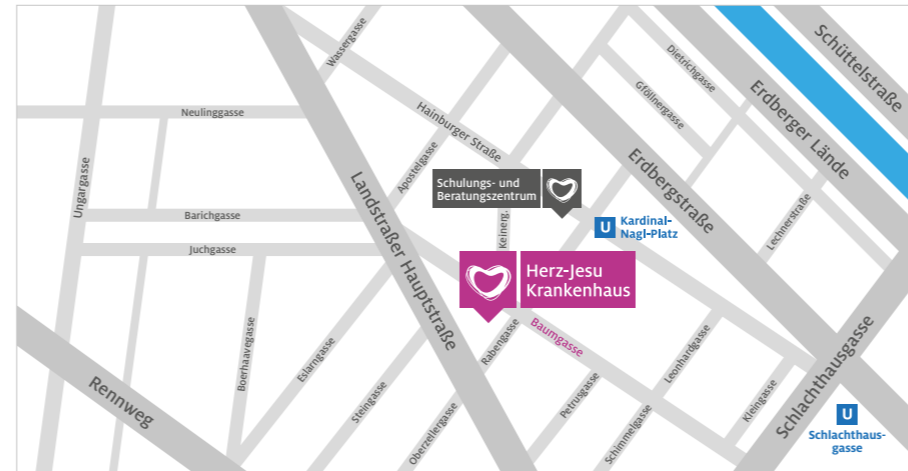 Schüttelstraße
Wassergasse
Dietrichgasse
Gföllnergasse
Erdberger Lände
Neulinggasse
Hainburger Straße
Apostelgasse
Erdbergstraße
Ungargasse
Landstraßer Hauptstraße
Schulungs- und
Beratungszentrum
Barichgasse
Keinerg.
U
Kardinal-
Nagl-Platz
Lechnerstraße
Juchgasse
Herz-Jesu
Krankenhaus
Baumgasse
Rabengasse
Boerhaavegasse
Eslarngasse
Leonhardgasse
Schlachthausgasse
Rennweg
Steingasse
Petrusgasse
Kleingasse
Oberzellergasse
Schimmelgasse
U
Schlachthaus-
gasse